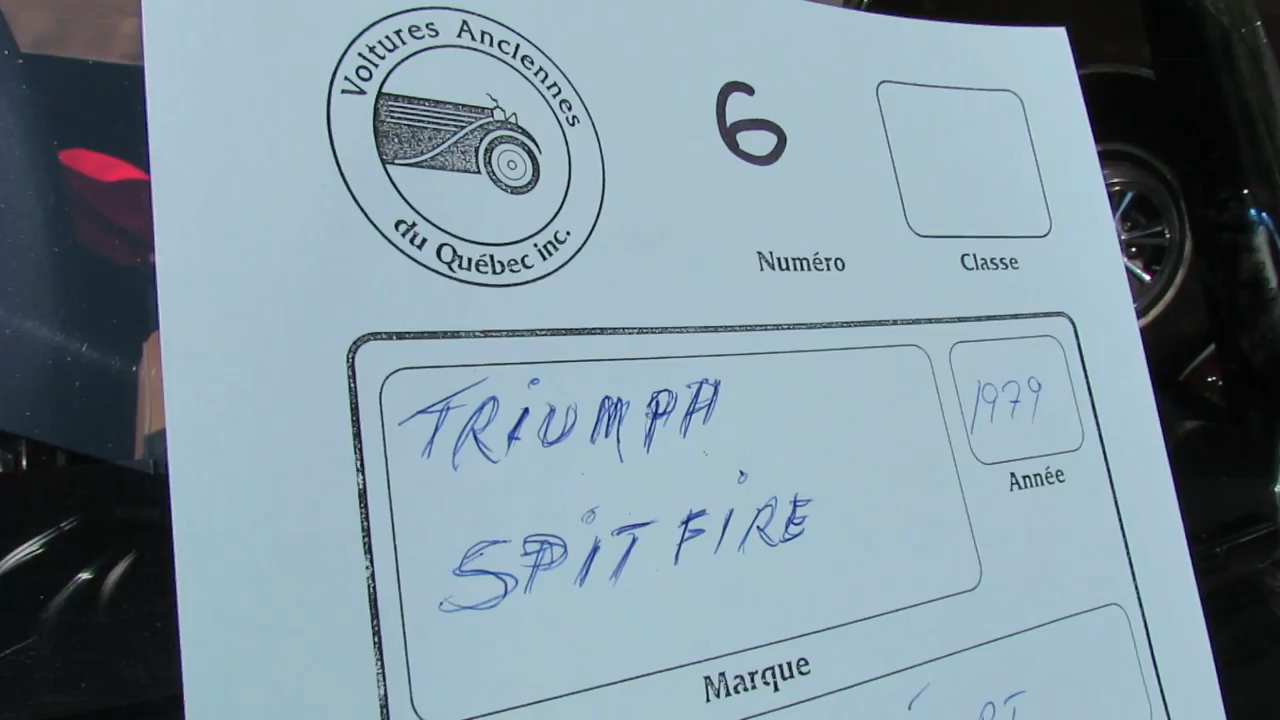 Voitures Anciennes
du Québec inc.
6
Numéro
Classe
TRiUMPH
SPiTFiRE
1979
Année
Marque